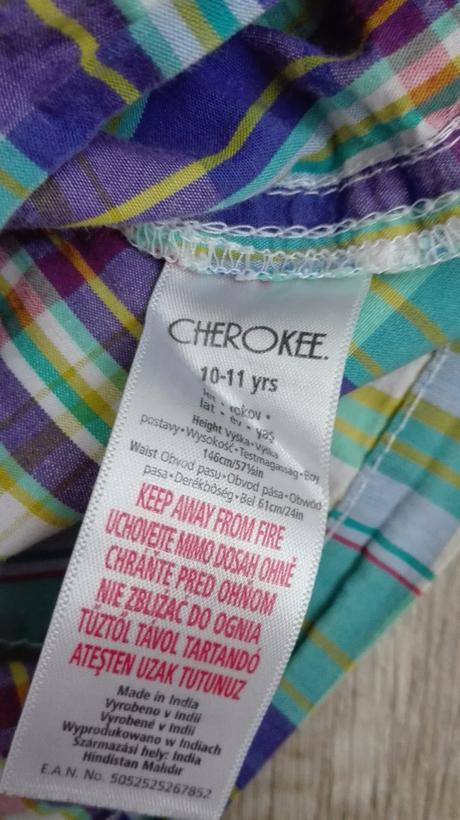 CHEROKEE.
10-11 yrs
let • rokov •
lat • év • yaş
Height Výška•Výška
postavy•Wysokość•Testmagasság•Boy
146cm/57½in
Waist Obvod pasu•Obvod pása•Obwód
pasa•Derékbőség•Bel 61cm/24in
KEEP AWAY FROM FIRE
UCHOVEJTE MIMO DOSAH OHNĚ
CHRÁŇTE PRED OHŇOM
NIE ZBLIŻAĆ DO OGNIA
TŰZTŐL TÁVOL TARTANDÓ
ATEŞTEN UZAK TUTUNUZ
Made in India
Vyrobeno v Indii
Vyrobené v Indii
Wyprodukowano w Indiach
Származási hely: India
Hindistan Malıdır
E.A.N. No. 5052525267852